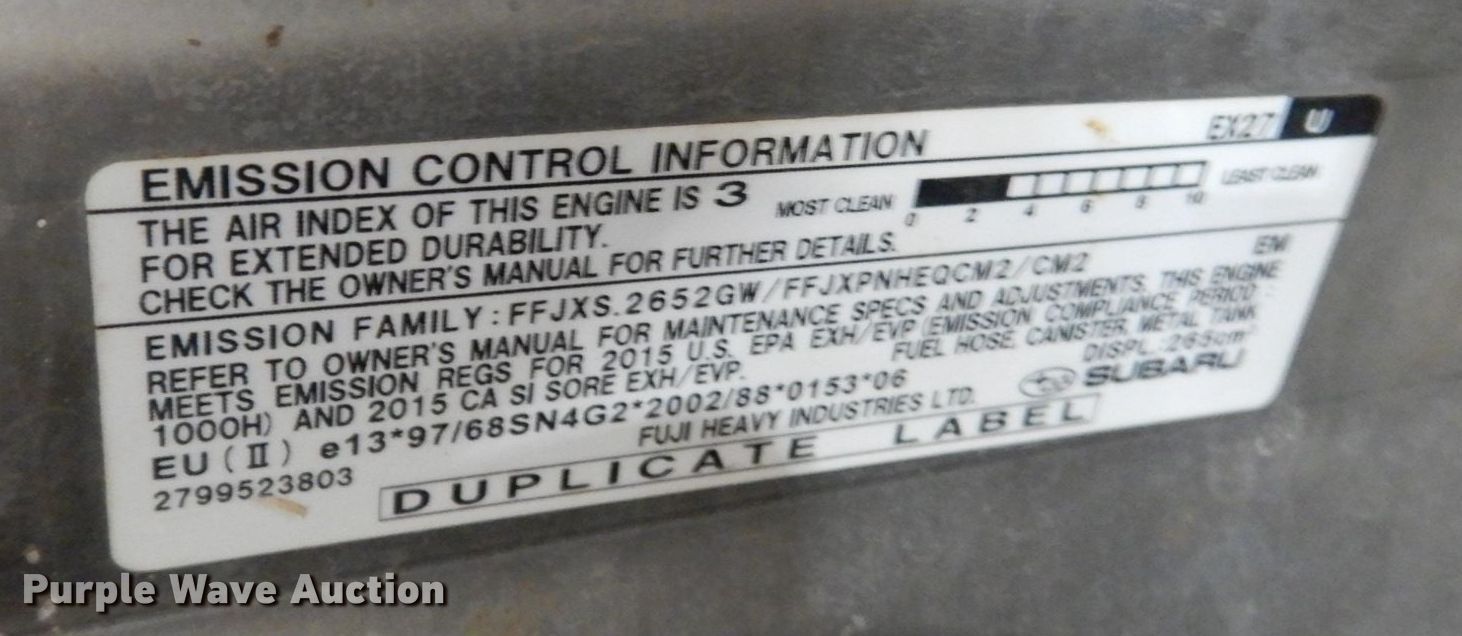 EMISSION CONTROL INFORMATION EX27 U
THE AIR INDEX OF THIS ENGINE IS 3 MOST CLEAN 0 2 4 6 8 10 LEAST CLEAN
FOR EXTENDED DURABILITY.
CHECK THE OWNER'S MANUAL FOR FURTHER DETAILS.
EMISSION FAMILY: FFJXS.2652GW/FFJXPNHEQCM2/CM2 EM
REFER TO OWNER'S MANUAL FOR MAINTENANCE SPECS AND ADJUSTMENTS. THIS ENGINE
MEETS EMISSION REGS FOR 2015 U.S. EPA EXH/EVP (EMISSION COMPLIANCE PERIOD:
1000H) AND 2015 CA SI SORE EXH/EVP. FUEL HOSE, CANISTER, METAL TANK
EU (II) e13*97/68SN4G2*2002/88*0153*06 DISPL.:265cm³
FUJI HEAVY INDUSTRIES LTD. SUBARU
2799523803 DUPLICATE LABEL
Purple Wave Auction